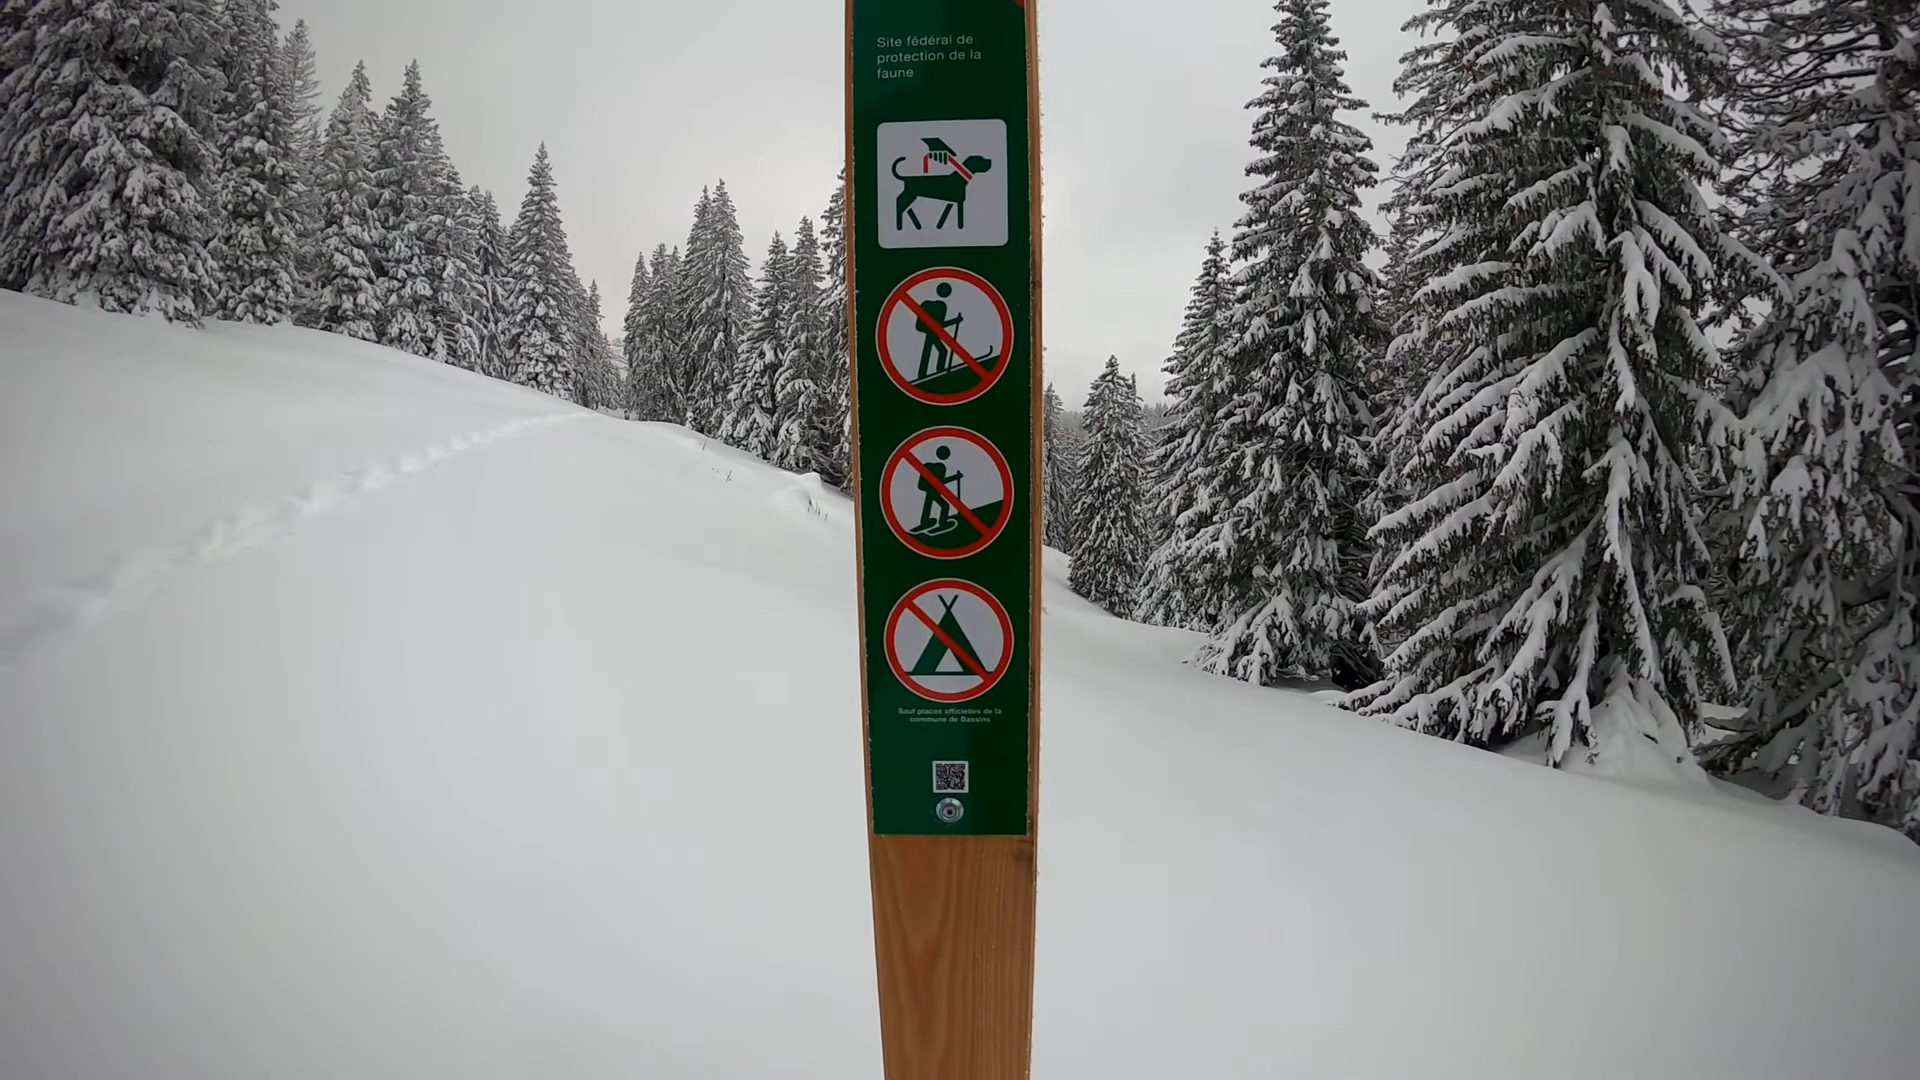 Site fédéral de
protection de la
faune
Sauf places officielles de la
commune de Bassins